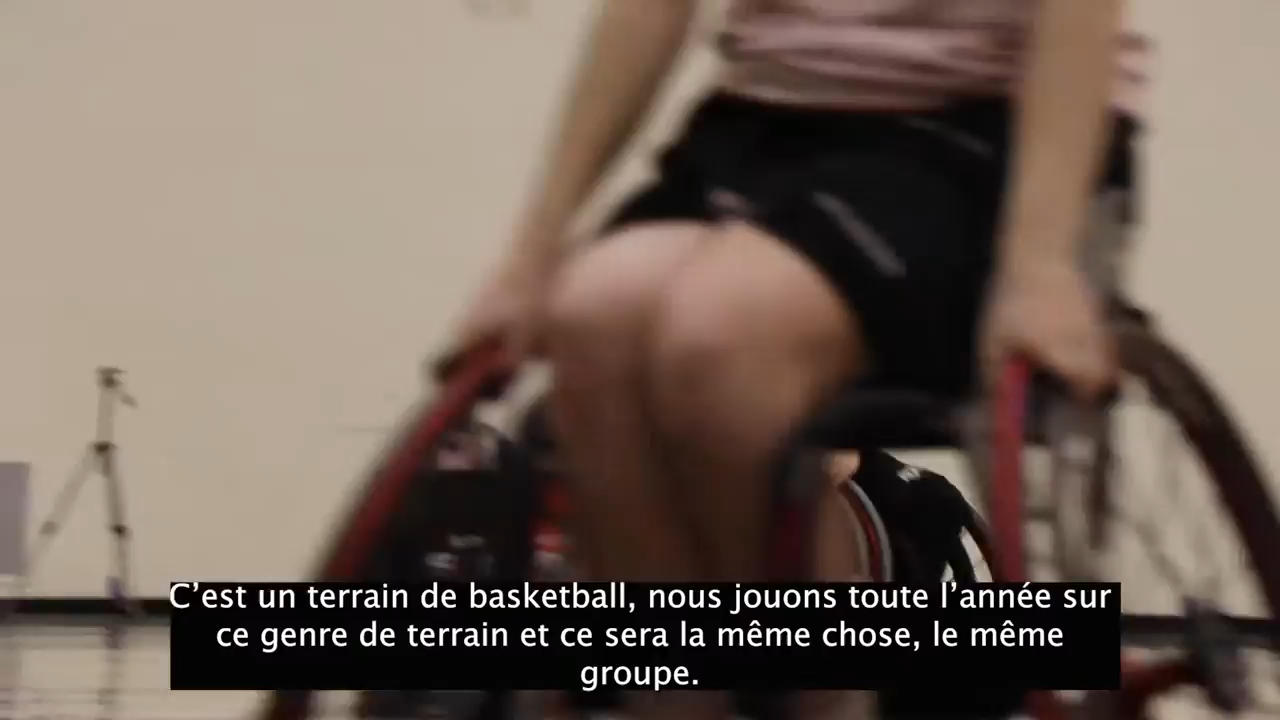 C’est un terrain de basketball, nous jouons toute l’année sur
ce genre de terrain et ce sera la même chose, le même
groupe.